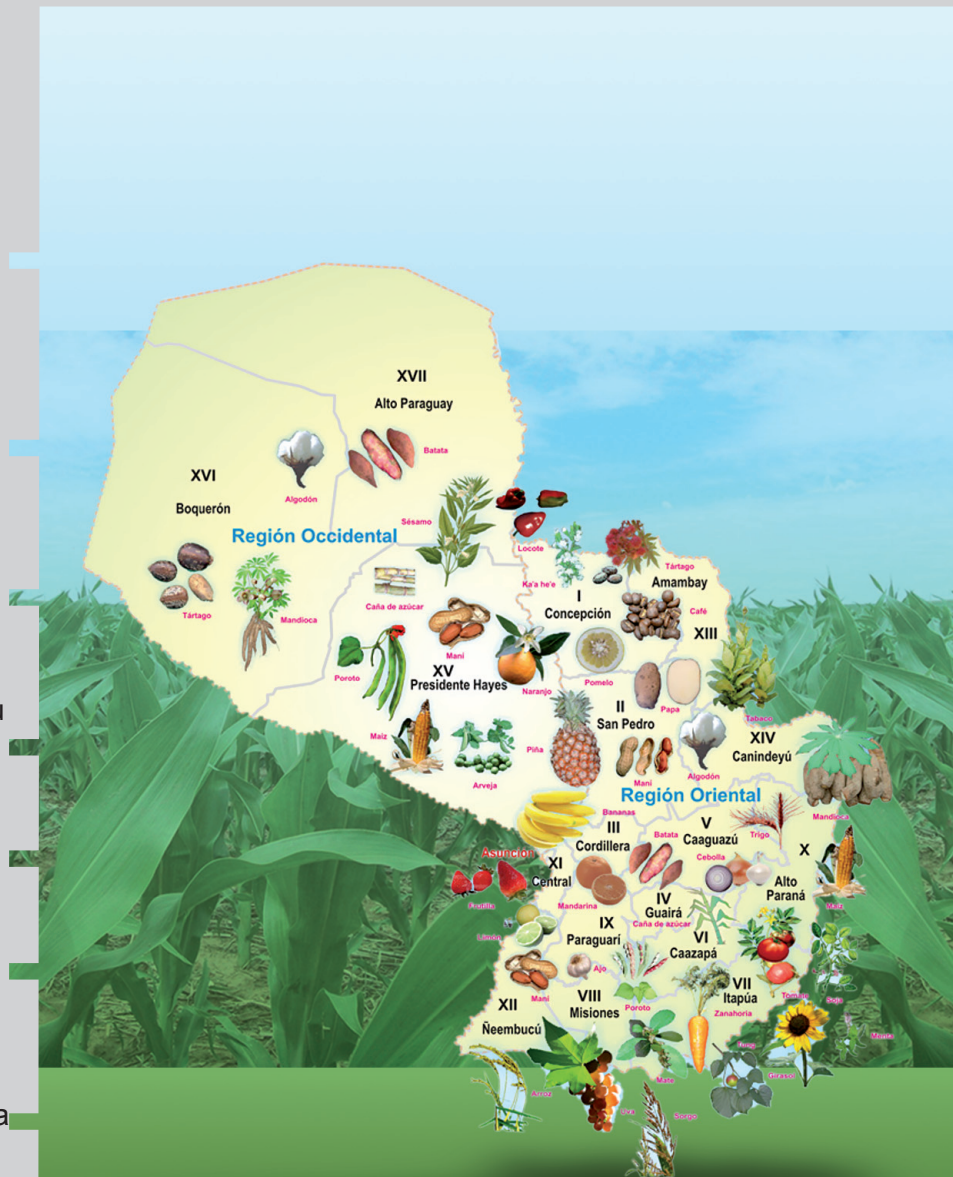 XVII
Alto Paraguay
Batata
XVI
Boquerón
Algodón
Región Occidental
Sésamo
Locote
Tártago
Mandioca
Caña de azúcar
Ka'a he'e
I
Concepción
Tártago
Amambay
Café
XIII
Maní
Poroto
XV
Presidente Hayes
Naranjo
Pomelo
Papa
II
San Pedro
Tabaco
Maíz
Arveja
Piña
Maní
Algodón
XIV
Canindeyú
Región Oriental
Mandioca
Bananas
III
Cordillera
Batata
V
Caaguazú
Trigo
Cebolla
X
Alto
Paraná
Maíz
Asunción
XI
Central
Frutilla
Mandarina
IV
Guairá
Caña de azúcar
Limón
IX
Paraguarí
VI
Caazapá
Ajo
Maní
Poroto
VII
Itapúa
Zanahoria
Tomate
Soja
XII
Ñeembucú
VIII
Misiones
Menta
Tung
Girasol
Mate
Arroz
Uva
Sorgo
a